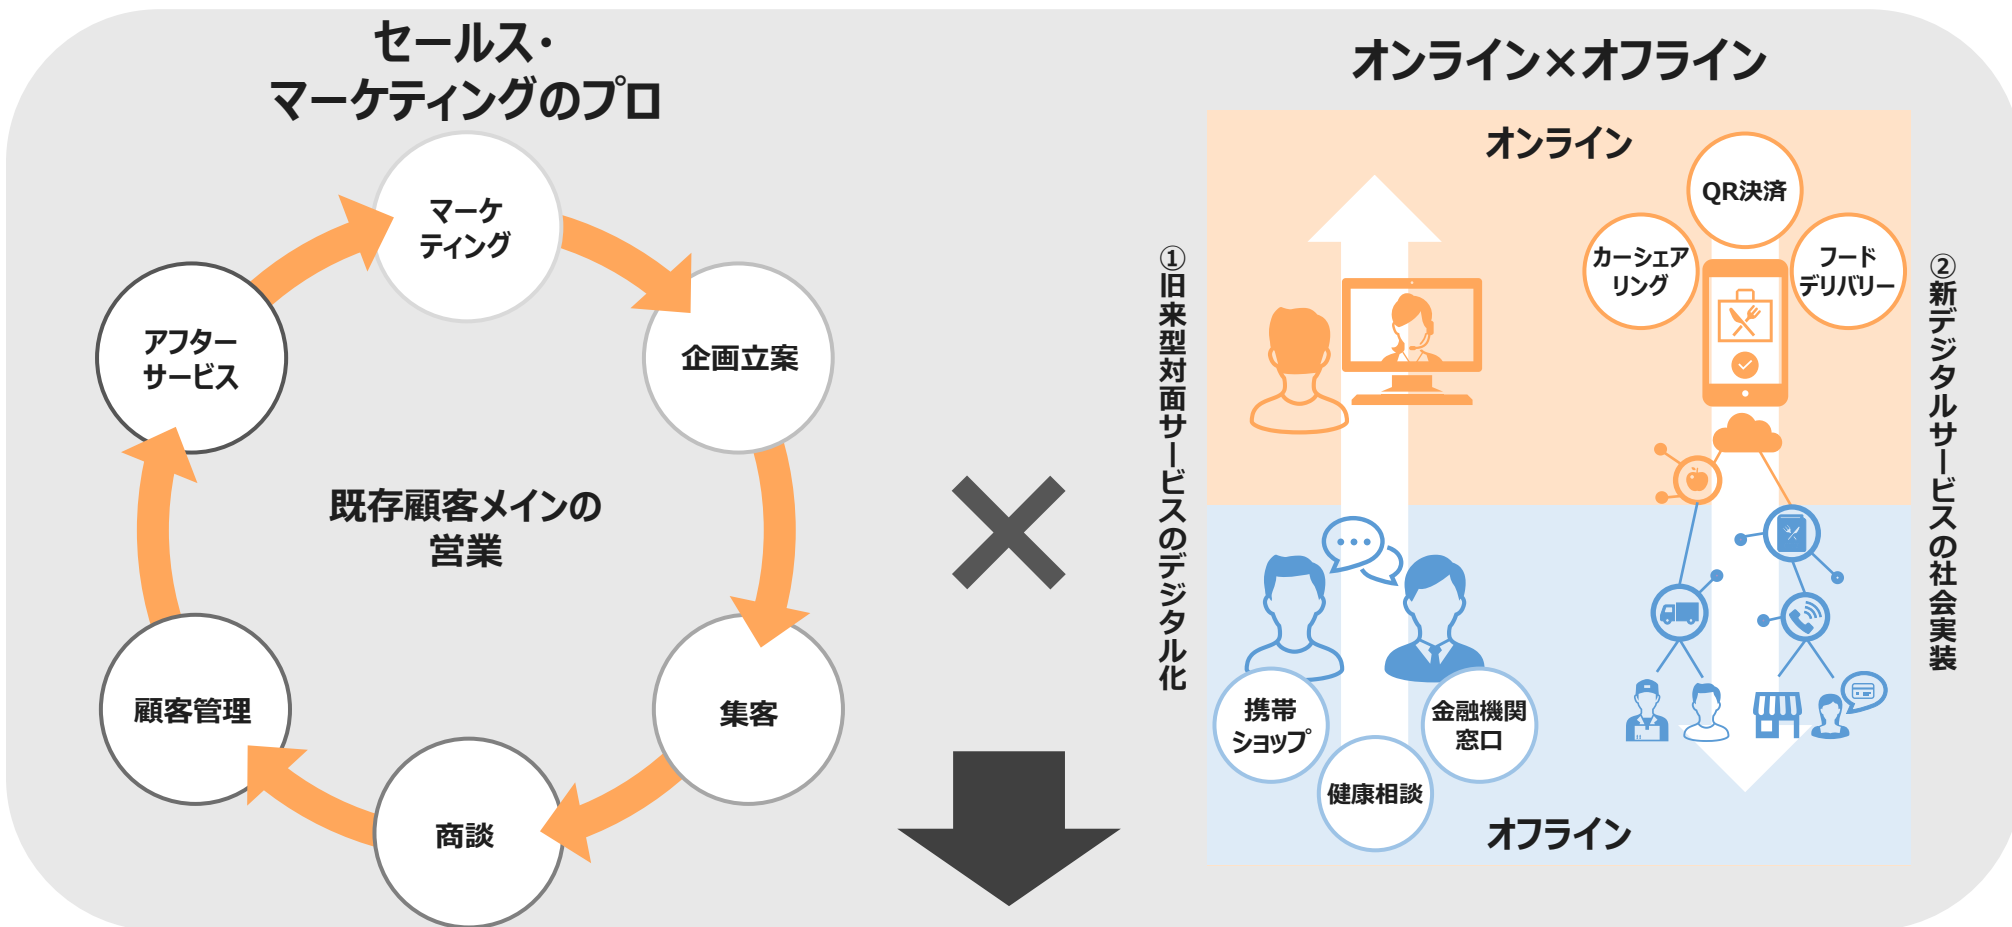 セールス・
マーケティングのプロ
マーケ
ティング
企画立案
集客
商談
顧客管理
アフター
サービス
既存顧客メインの
営業
オンライン×オフライン
オンライン
QR決済
カーシェア
リング
フード
デリバリー
①旧来型対面サービスのデジタル化
②新デジタルサービスの社会実装
携帯
ショップ
健康相談
金融機関
窓口
オフライン